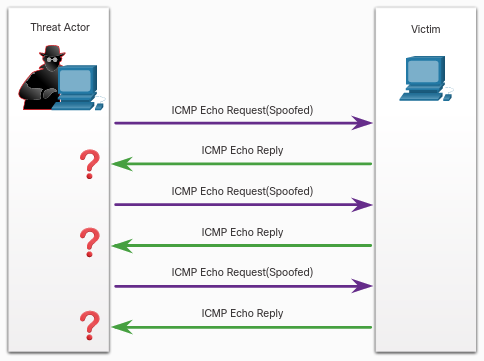 Threat Actor
Victim
ICMP Echo Request(Spoofed)
ICMP Echo Reply
?
ICMP Echo Request(Spoofed)
ICMP Echo Reply
?
ICMP Echo Request(Spoofed)
ICMP Echo Reply
?